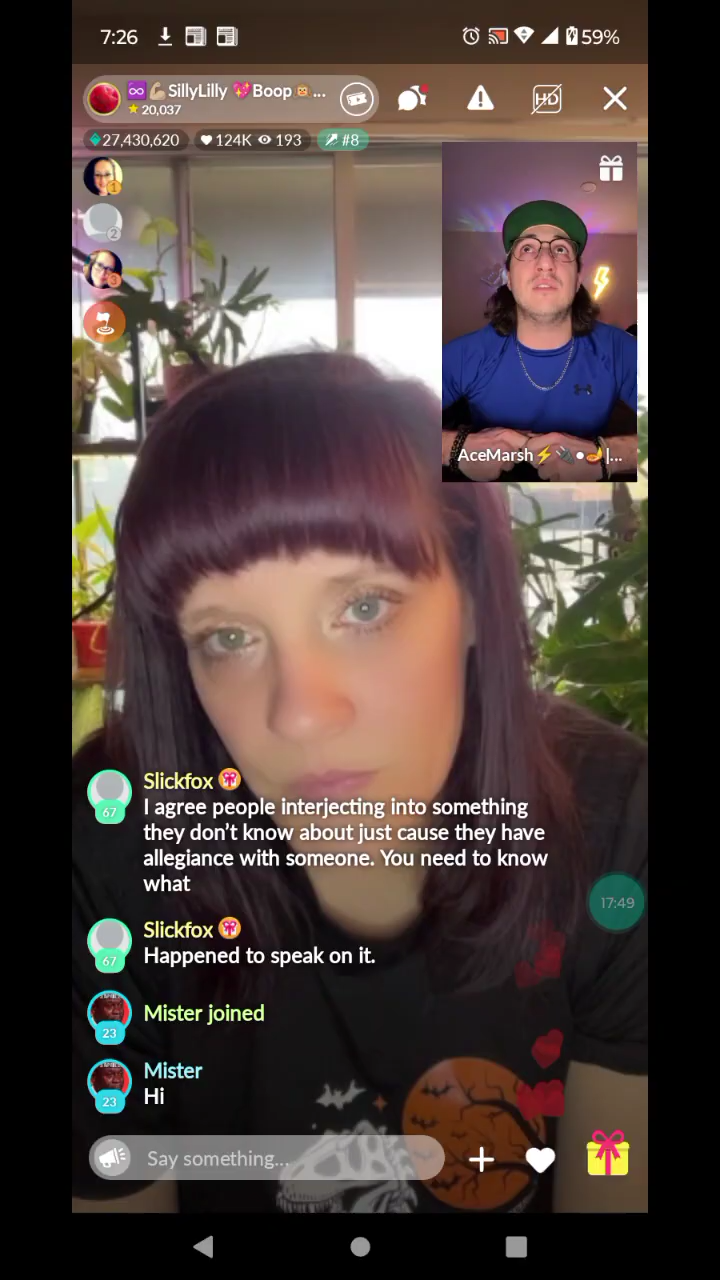 7:26
59%
SillyLilly Boop...
20,037
HD
27,430,620
124K
193
#8
1
2
3
AceMarsh |...
Slickfox
67
I agree people interjecting into something
they don't know about just cause they have
allegiance with someone. You need to know
what
17:49
Slickfox
67
Happened to speak on it.
Mister joined
23
Mister
23
Hi
Say something...